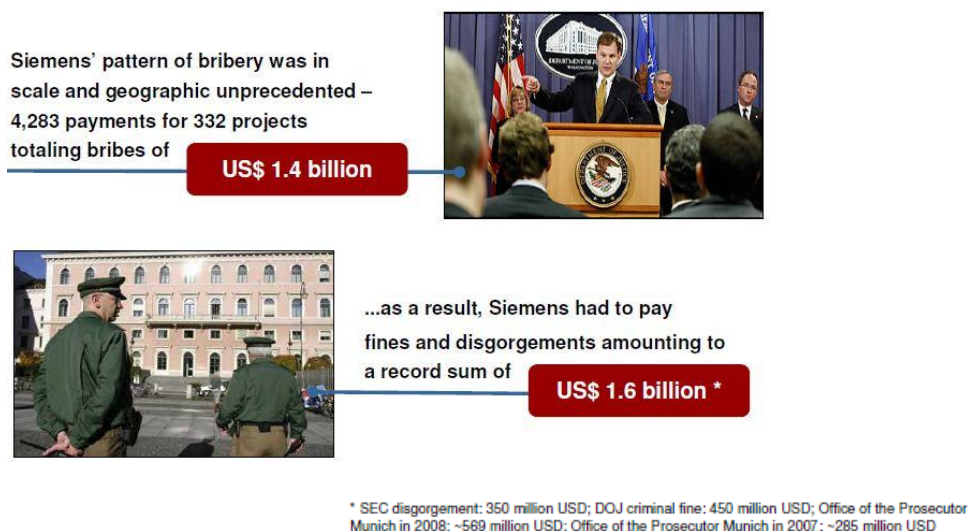 Siemens' pattern of bribery was in
scale and geographic unprecedented –
4,283 payments for 332 projects
totaling bribes of
US$ 1.4 billion
DEPARTMENT OF JUSTICE
...as a result, Siemens had to pay
fines and disgorgements amounting to
a record sum of
US$ 1.6 billion *
* SEC disgorgement: 350 million USD; DOJ criminal fine: 450 million USD; Office of the Prosecutor
Munich in 2008: ~569 million USD; Office of the Prosecutor Munich in 2007: ~285 million USD